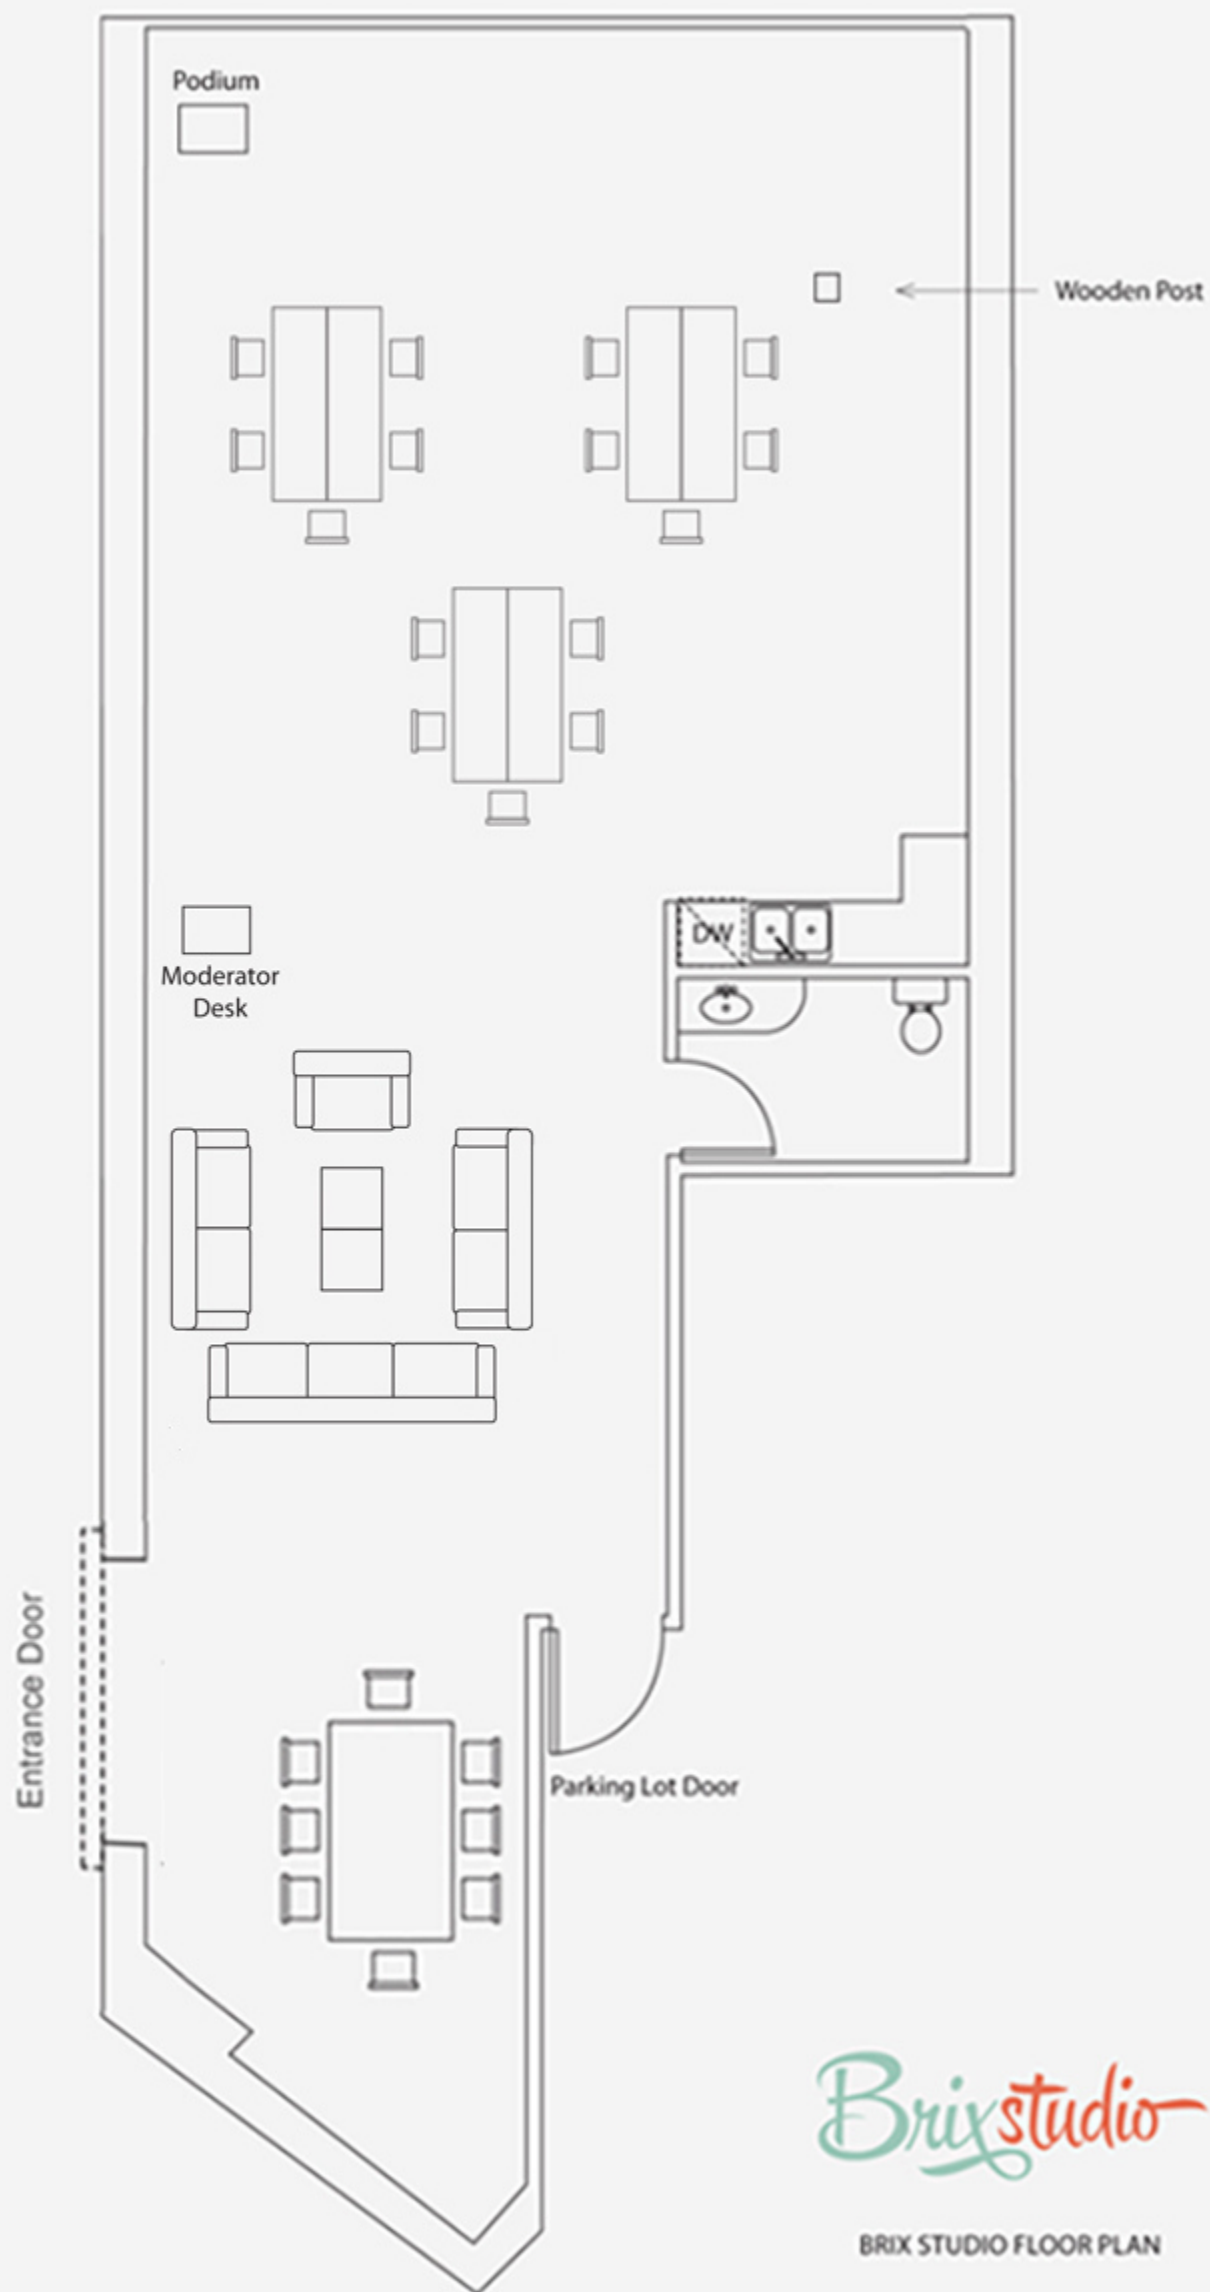 Podium
Wooden Post
DW
Moderator
Desk
Entrance Door
Parking Lot Door
Brixstudio
BRIX STUDIO FLOOR PLAN